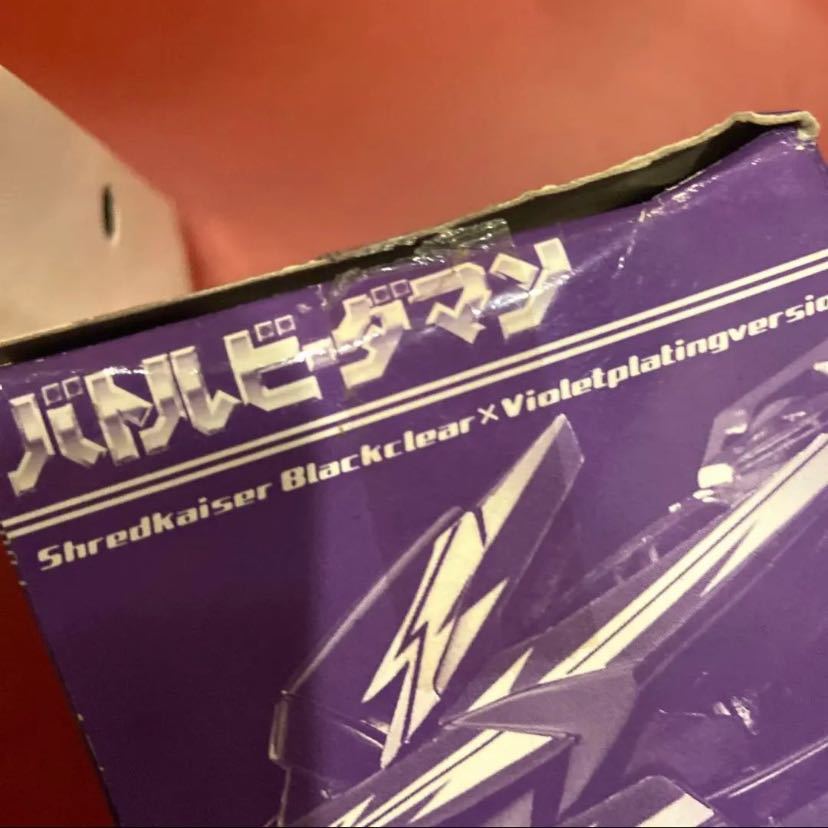 バトルビーダマン
Shredkaiser Blackclear×Violetplatingversio